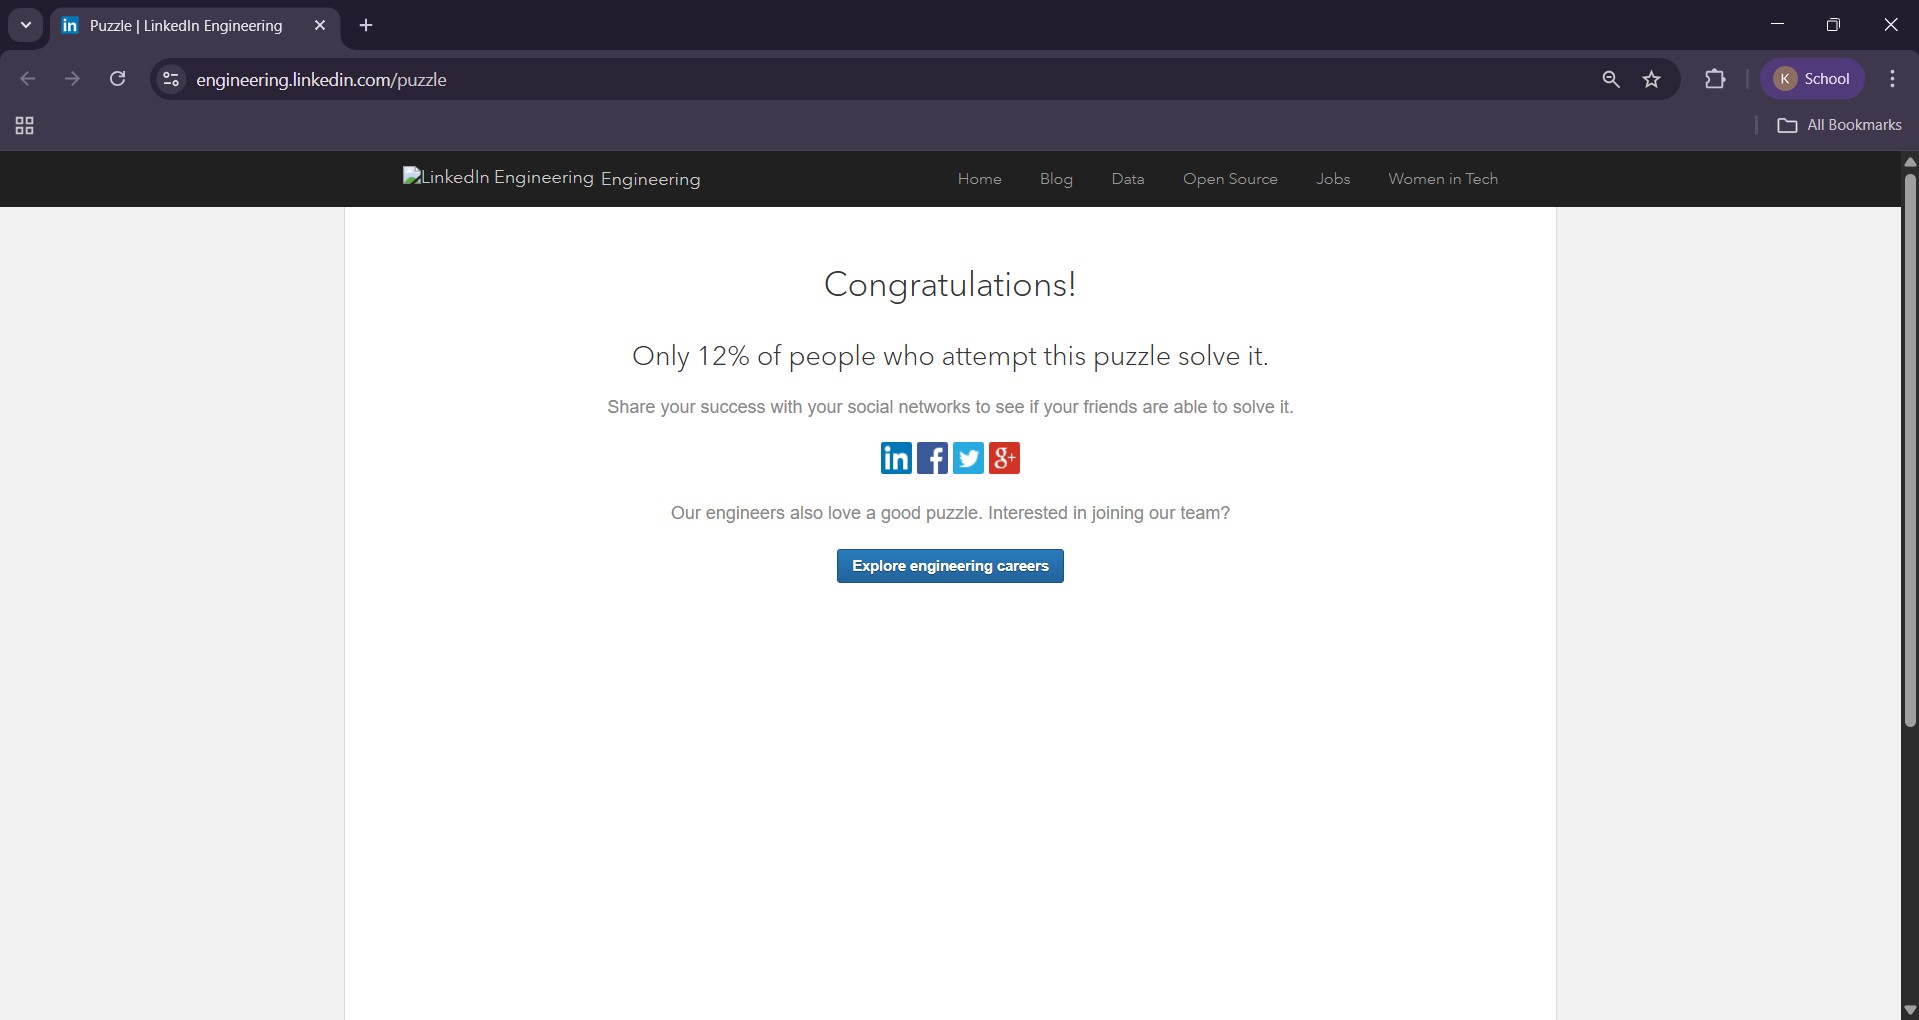 Puzzle | LinkedIn Engineering
engineering.linkedin.com/puzzle
K School
All Bookmarks
LinkedIn Engineering Engineering
Home Blog Data Open Source Jobs Women in Tech
Congratulations!
Only 12% of people who attempt this puzzle solve it.
Share your success with your social networks to see if your friends are able to solve it.
in f g+
Our engineers also love a good puzzle. Interested in joining our team?
Explore engineering careers